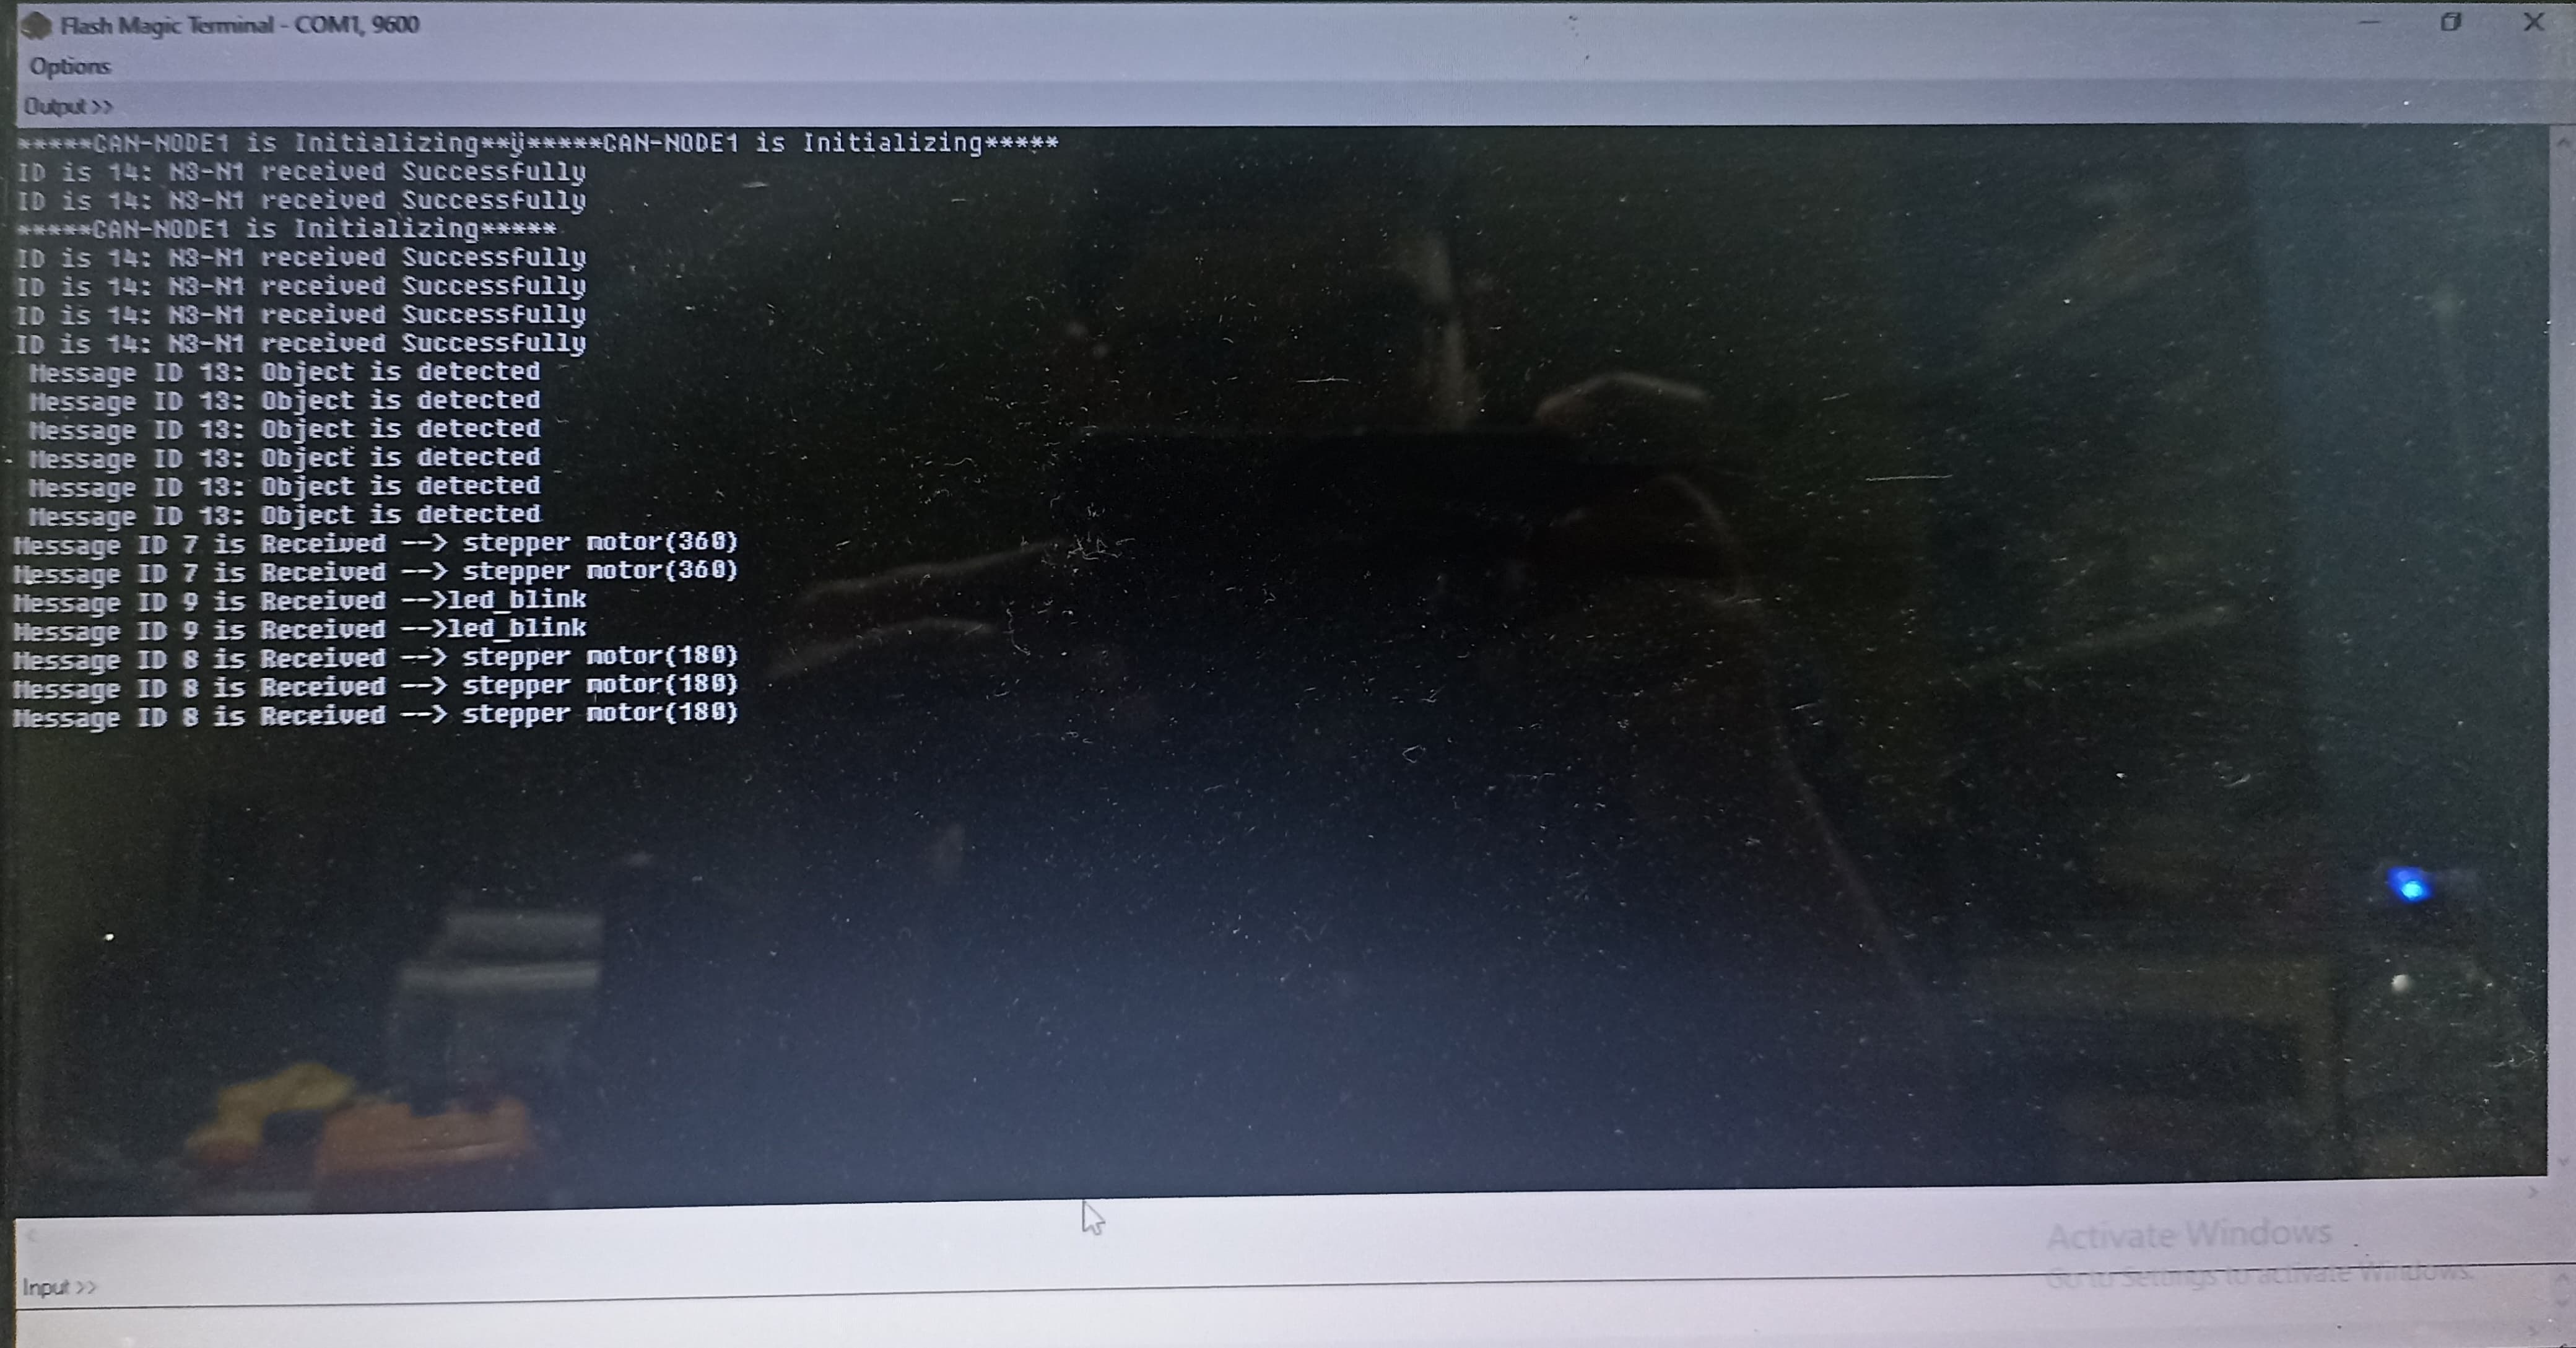 Flash Magic Terminal - COM1, 9600
Options
Output >>
*****CAN-NODE1 is Initializing**ÿ*****CAN-NODE1 is Initializing*****
ID is 14: N3-N1 received Successfully
ID is 14: N3-N1 received Successfully
*****CAN-NODE1 is Initializing*****
ID is 14: N3-N1 received Successfully
ID is 14: N3-N1 received Successfully
ID is 14: N3-N1 received Successfully
ID is 14: N3-N1 received Successfully
Message ID 13: Object is detected
Message ID 13: Object is detected
Message ID 13: Object is detected
Message ID 13: Object is detected
Message ID 13: Object is detected
Message ID 13: Object is detected
Message ID 7 is Received --> stepper motor(360)
Message ID 7 is Received --> stepper motor(360)
Message ID 9 is Received -->led_blink
Message ID 9 is Received -->led_blink
Message ID 8 is Received --> stepper motor(180)
Message ID 8 is Received --> stepper motor(180)
Message ID 8 is Received --> stepper motor(180)
Activate Windows
Go to Settings to activate Windows.
Input >>